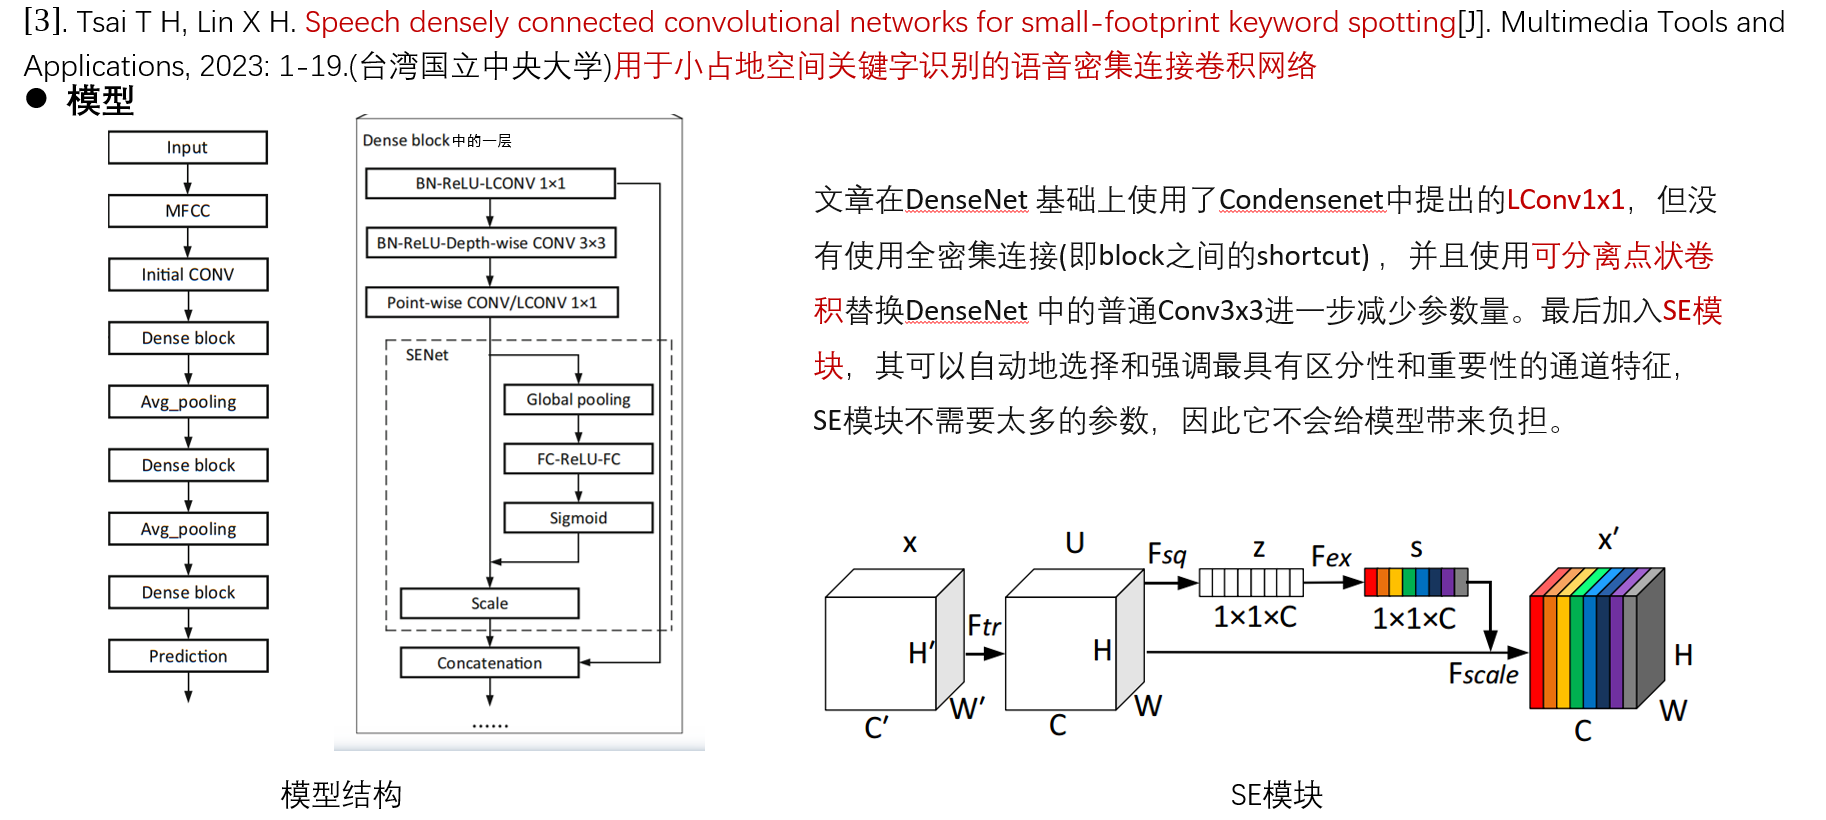 [3]. Tsai T H, Lin X H. Speech densely connected convolutional networks for small-footprint keyword spotting[J]. Multimedia Tools and
Applications, 2023: 1-19.(台湾国立中央大学)用于小占地空间关键字识别的语音密集连接卷积网络
● 模型
Input
MFCC
Initial CONV
Dense block
Avg_pooling
Dense block
Avg_pooling
Dense block
Prediction
Dense block中的一层
BN-ReLU-LCONV 1×1
BN-ReLU-Depth-wise CONV 3×3
Point-wise CONV/LCONV 1×1
SENet
Global pooling
FC-ReLU-FC
Sigmoid
Scale
Concatenation
......
模型结构
文章在DenseNet 基础上使用了Condensenet中提出的LConv1x1，但没
有使用全密集连接(即block之间的shortcut) ，并且使用可分离点状卷
积替换DenseNet 中的普通Conv3x3进一步减少参数量。最后加入SE模
块，其可以自动地选择和强调最具有区分性和重要性的通道特征，
SE模块不需要太多的参数，因此它不会给模型带来负担。
x
H′
W′
C′
Ftr
U
H
W
C
Fsq
z
1×1×C
Fex
s
1×1×C
Fscale
x′
H
W
C
SE模块